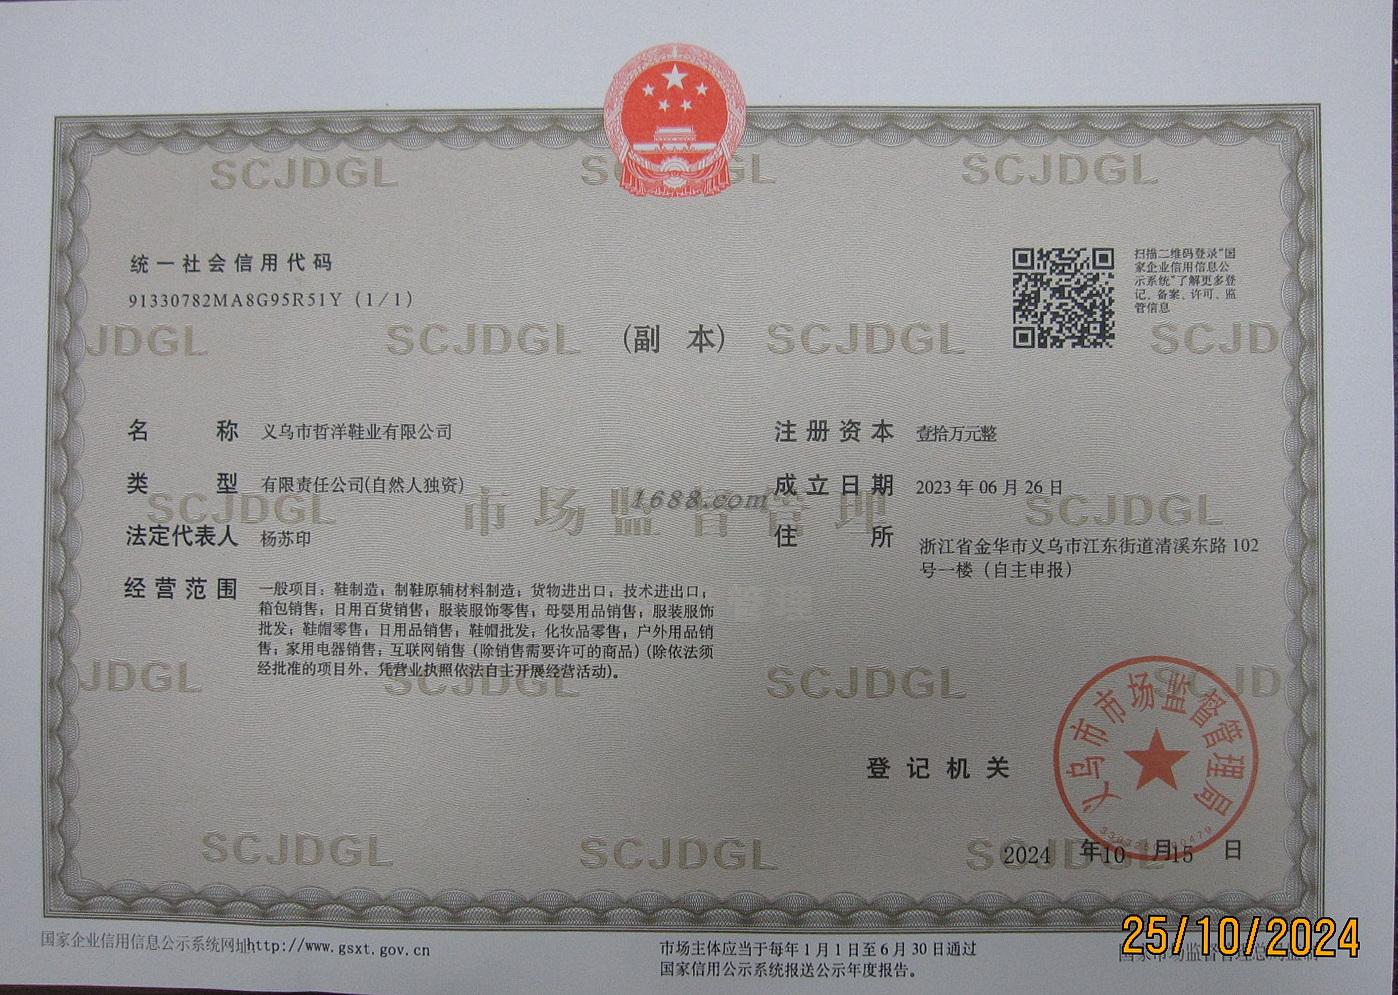 SCJDGL SCJDGL SCJDGL
统一社会信用代码
91330782MA8G95R51Y (1/1)
扫描二维码登录“国
家企业信用信息公
示系统”了解更多登
记、备案、许可、监
管信息
JDGL SCJDGL (副 本) SCJDGL SCJD
名 称 义乌市哲洋鞋业有限公司
注册资本 壹拾万元整
类 型 有限责任公司(自然人独资)
成立日期 2023年06月26日
SCJDGL 市场监督管理 SCJDGL
1688.com
法定代表人 杨苏印
住 所 浙江省金华市义乌市江东街道清溪东路102
号一楼（自主申报）
经营范围 一般项目：鞋制造；制鞋原辅材料制造；货物进出口；技术进出口；
箱包销售；日用百货销售；服装服饰零售；母婴用品销售；服装服饰
批发；鞋帽零售；日用品销售；鞋帽批发；化妆品零售；户外用品销
售；家用电器销售；互联网销售（除销售需要许可的商品）(除依法须
经批准的项目外，凭营业执照依法自主开展经营活动)。
JDGL SCJDGL SCJDGL SCJD
义乌市市场监督管理局
登记机关
SCJDGL SCJDGL SCJDGL
2024 年10 月15 日
国家企业信用信息公示系统网址http://www.gsxt.gov.cn
市场主体应当于每年1月1日至6月30日通过
国家信用公示系统报送公示年度报告。
国家市场监督管理总局监制
25/10/2024